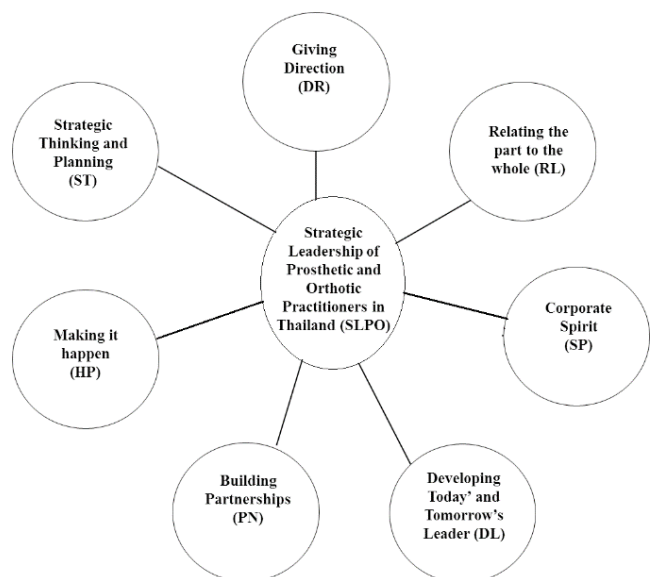 Giving
Direction
(DR)
Strategic
Thinking and
Planning
(ST)
Relating the
part to the
whole (RL)
Strategic
Leadership of
Prosthetic and
Orthotic
Practitioners in
Thailand (SLPO)
Making it
happen
(HP)
Corporate
Spirit
(SP)
Building
Partnerships
(PN)
Developing
Today' and
Tomorrow's
Leader (DL)